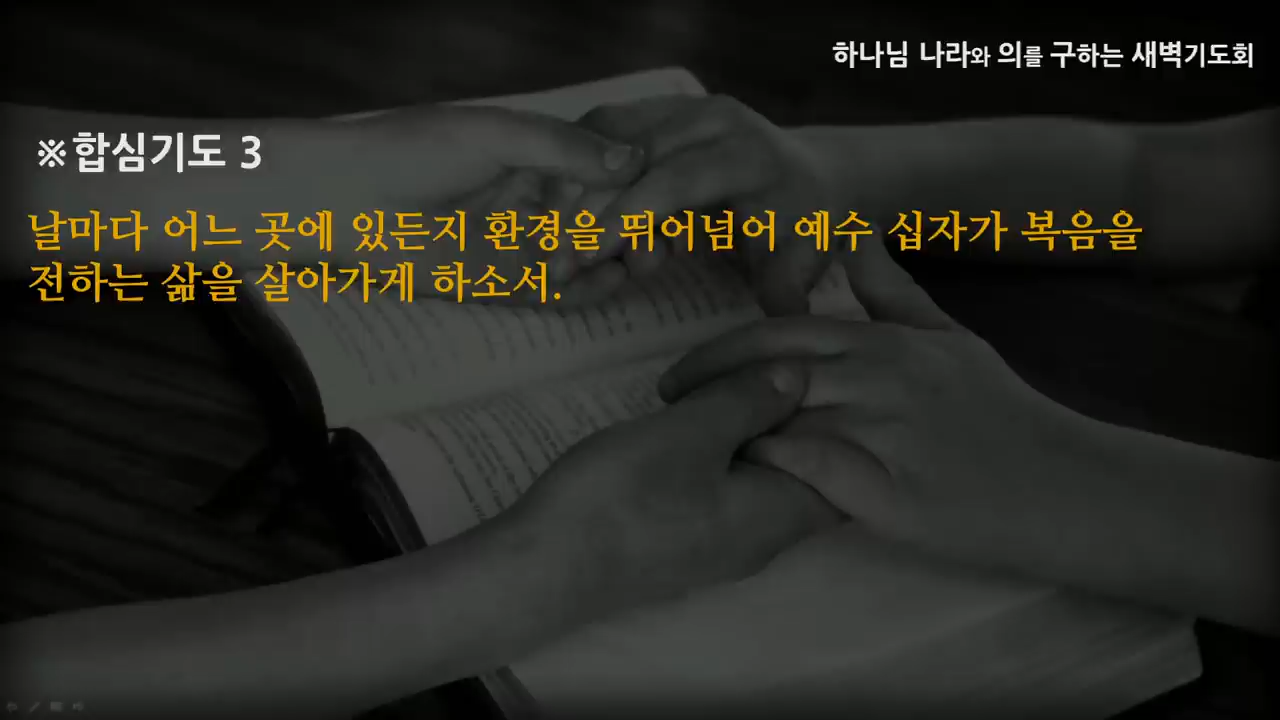 하나님 나라와 의를 구하는 새벽기도회
※합심기도 3
날마다 어느 곳에 있든지 환경을 뛰어넘어 예수 십자가 복음을
전하는 삶을 살아가게 하소서.